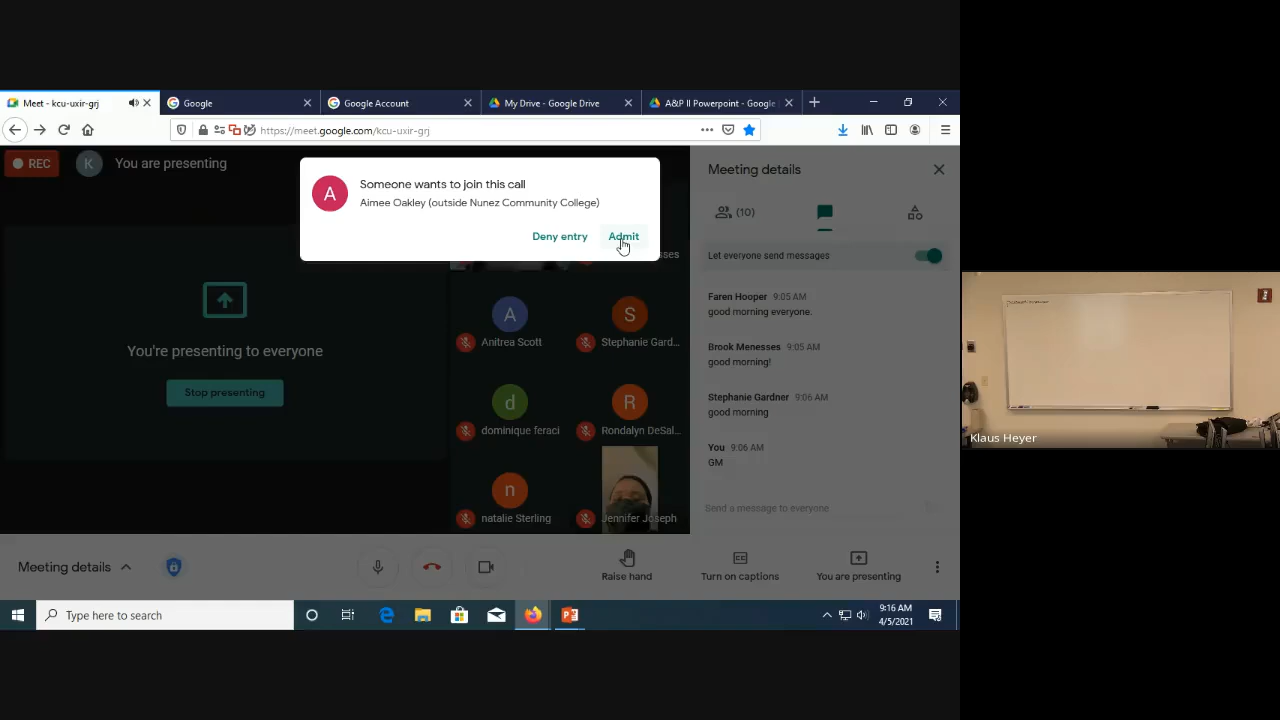 Meet - kcu-uxir-grj
Google
Google Account
My Drive - Google Drive
A&P II Powerpoint - Google
https://meet.google.com/kcu-uxir-grj
REC
K
You are presenting
Someone wants to join this call
A
Aimee Oakley (outside Nunez Community College)
Deny entry
Admit
You're presenting to everyone
Stop presenting
A
Anitrea Scott
S
Stephanie Gard...
d
dominique feraci
R
Rondalyn DeSal...
n
natalie Sterling
Jennifer Joseph
Meeting details
(10)
Let everyone send messages
Faren Hooper 9:05 AM
good morning everyone.
Brook Menesses 9:05 AM
good morning!
Stephanie Gardner 9:06 AM
good morning
You 9:06 AM
GM
Send a message to everyone
Meeting details
Raise hand
Turn on captions
You are presenting
Type here to search
9:16 AM
4/5/2021
Klaus Heyer